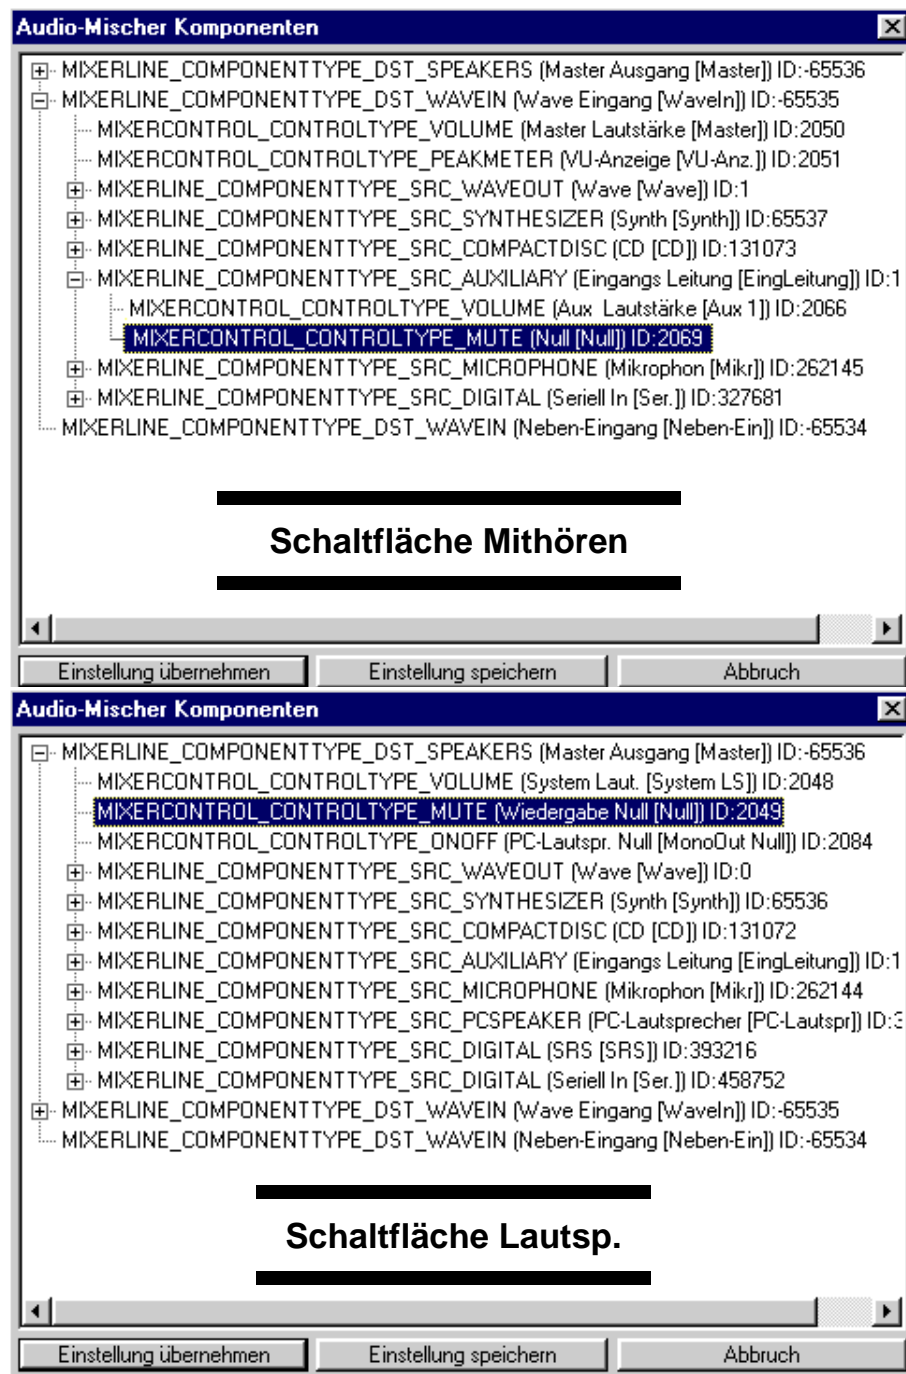 Audio-Mischer Komponenten
MIXERLINE_COMPONENTTYPE_DST_SPEAKERS (Master Ausgang [Master]) ID:-65536
MIXERLINE_COMPONENTTYPE_DST_WAVEIN (Wave Eingang [WaveIn]) ID:-65535
MIXERCONTROL_CONTROLTYPE_VOLUME (Master Lautstärke [Master]) ID:2050
MIXERCONTROL_CONTROLTYPE_PEAKMETER (VU-Anzeige [VU-Anz.]) ID:2051
MIXERLINE_COMPONENTTYPE_SRC_WAVEOUT (Wave [Wave]) ID:1
MIXERLINE_COMPONENTTYPE_SRC_SYNTHESIZER (Synth [Synth]) ID:65537
MIXERLINE_COMPONENTTYPE_SRC_COMPACTDISC (CD [CD]) ID:131073
MIXERLINE_COMPONENTTYPE_SRC_AUXILIARY (Eingangs Leitung [EingLeitung]) ID:1
MIXERCONTROL_CONTROLTYPE_VOLUME (Aux Lautstärke [Aux 1]) ID:2066
MIXERCONTROL_CONTROLTYPE_MUTE (Null [Null]) ID:2069
MIXERLINE_COMPONENTTYPE_SRC_MICROPHONE (Mikrophon [Mikr]) ID:262145
MIXERLINE_COMPONENTTYPE_SRC_DIGITAL (Seriell In [Ser.]) ID:327681
MIXERLINE_COMPONENTTYPE_DST_WAVEIN (Neben-Eingang [Neben-Ein]) ID:-65534
Schaltfläche Mithören
Einstellung übernehmen Einstellung speichern Abbruch
Audio-Mischer Komponenten
MIXERLINE_COMPONENTTYPE_DST_SPEAKERS (Master Ausgang [Master]) ID:-65536
MIXERCONTROL_CONTROLTYPE_VOLUME (System Laut. [System LS]) ID:2048
MIXERCONTROL_CONTROLTYPE_MUTE (Wiedergabe Null [Null]) ID:2049
MIXERCONTROL_CONTROLTYPE_ONOFF (PC-Lautspr. Null [MonoOut Null]) ID:2084
MIXERLINE_COMPONENTTYPE_SRC_WAVEOUT (Wave [Wave]) ID:0
MIXERLINE_COMPONENTTYPE_SRC_SYNTHESIZER (Synth [Synth]) ID:65536
MIXERLINE_COMPONENTTYPE_SRC_COMPACTDISC (CD [CD]) ID:131072
MIXERLINE_COMPONENTTYPE_SRC_AUXILIARY (Eingangs Leitung [EingLeitung]) ID:1
MIXERLINE_COMPONENTTYPE_SRC_MICROPHONE (Mikrophon [Mikr]) ID:262144
MIXERLINE_COMPONENTTYPE_SRC_PCSPEAKER (PC-Lautsprecher [PC-Lautspr]) ID:3
MIXERLINE_COMPONENTTYPE_SRC_DIGITAL (SRS [SRS]) ID:393216
MIXERLINE_COMPONENTTYPE_SRC_DIGITAL (Seriell In [Ser.]) ID:458752
MIXERLINE_COMPONENTTYPE_DST_WAVEIN (Wave Eingang [WaveIn]) ID:-65535
MIXERLINE_COMPONENTTYPE_DST_WAVEIN (Neben-Eingang [Neben-Ein]) ID:-65534
Schaltfläche Lautsp.
Einstellung übernehmen Einstellung speichern Abbruch